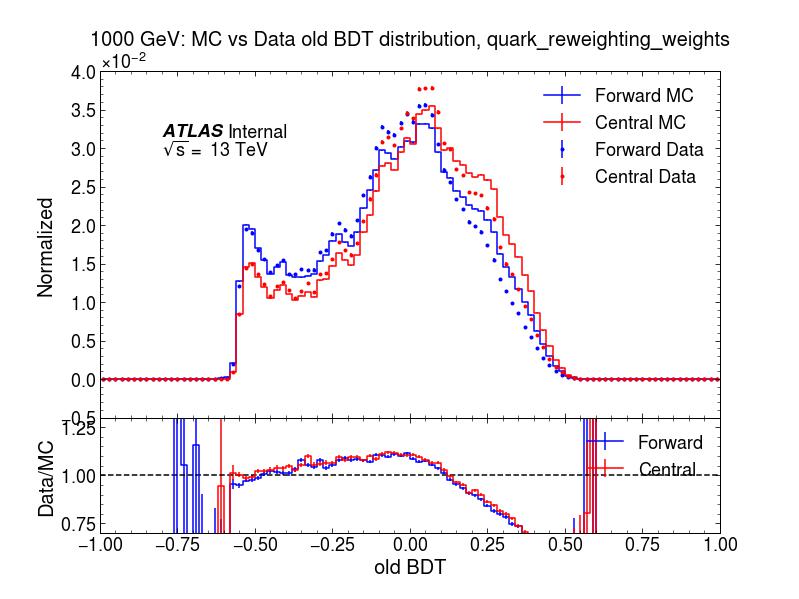 1000 GeV: MC vs Data old BDT distribution, quark_reweighting_weights
×10⁻²
4.0
3.5
3.0
2.5
2.0
1.5
1.0
0.5
0.0
−0.5
Normalized
ATLAS Internal
√s = 13 TeV
Forward MC
Central MC
Forward Data
Central Data
1.25
1.00
0.75
Data/MC
Forward
Central
−1.00 −0.75 −0.50 −0.25 0.00 0.25 0.50 0.75 1.00
old BDT